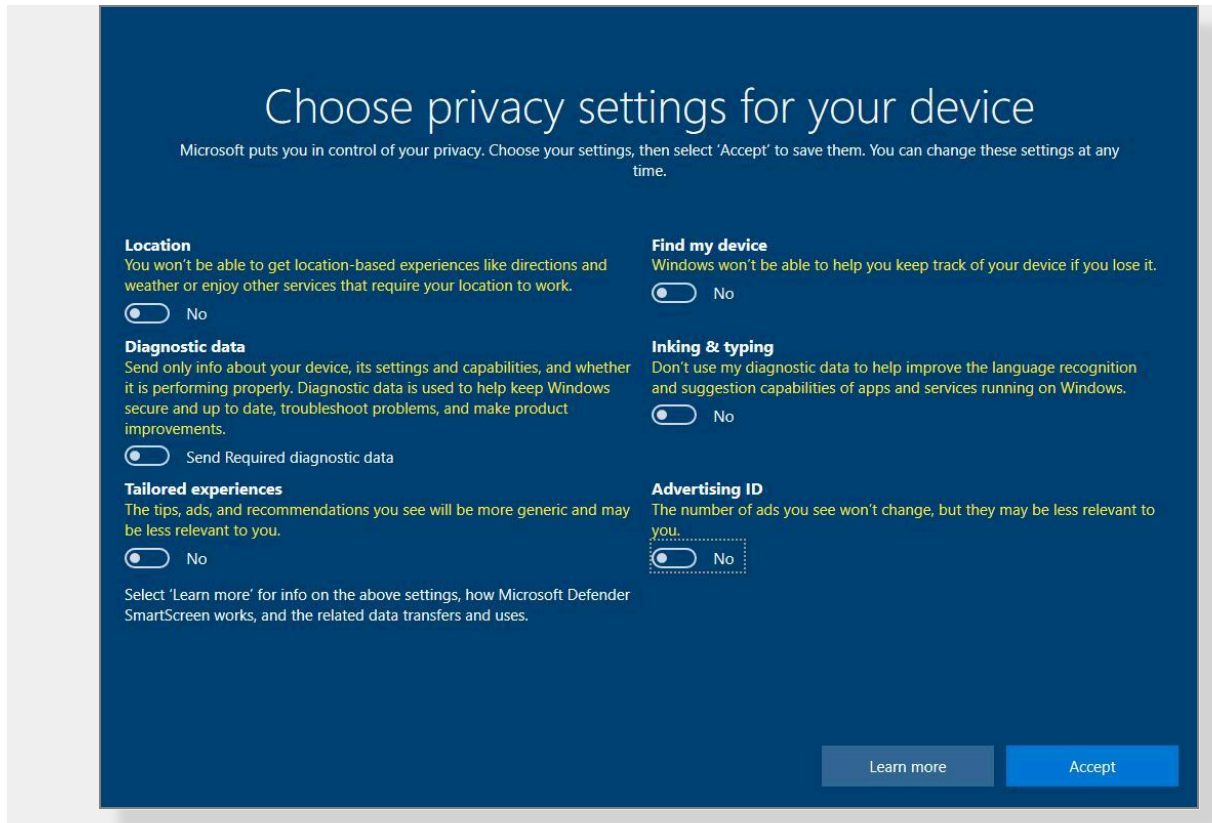 Choose privacy settings for your device
Microsoft puts you in control of your privacy. Choose your settings, then select ‘Accept’ to save them. You can change these settings at any
time.
Location
You won’t be able to get location-based experiences like directions and
weather or enjoy other services that require your location to work.
No
Diagnostic data
Send only info about your device, its settings and capabilities, and whether
it is performing properly. Diagnostic data is used to help keep Windows
secure and up to date, troubleshoot problems, and make product
improvements.
Send Required diagnostic data
Tailored experiences
The tips, ads, and recommendations you see will be more generic and may
be less relevant to you.
No
Select ‘Learn more’ for info on the above settings, how Microsoft Defender
SmartScreen works, and the related data transfers and uses.
Find my device
Windows won’t be able to help you keep track of your device if you lose it.
No
Inking & typing
Don’t use my diagnostic data to help improve the language recognition
and suggestion capabilities of apps and services running on Windows.
No
Advertising ID
The number of ads you see won’t change, but they may be less relevant to
you.
No
Learn more
Accept